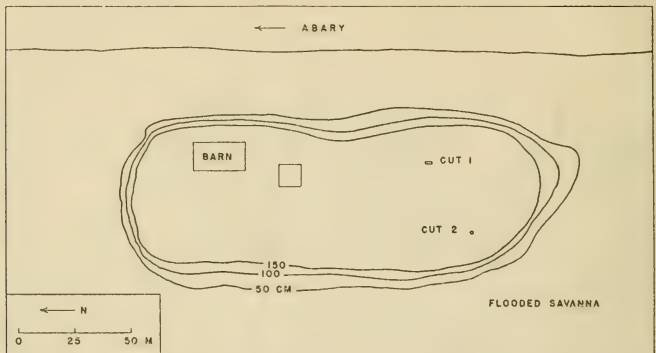 ABARY
BARN
CUT 1
CUT 2
150
100
50 CM
FLOODED SAVANNA
N
0 25 50 M